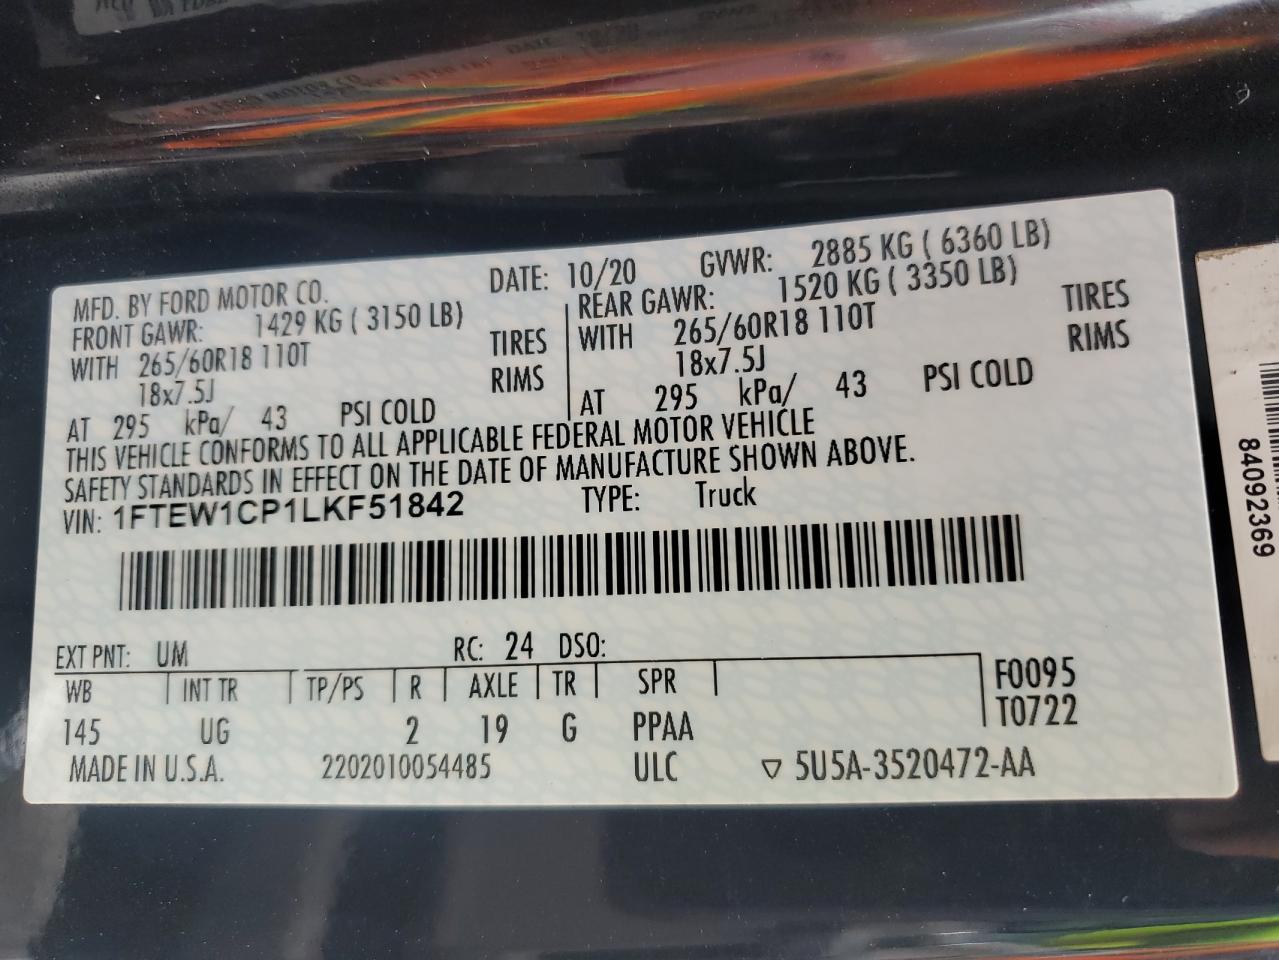 MFD. BY FORD MOTOR CO. DATE: 10/20 GVWR: 2885 KG ( 6360 LB)
FRONT GAWR: 1429 KG ( 3150 LB) REAR GAWR: 1520 KG ( 3350 LB)
WITH 265/60R18 110T TIRES WITH 265/60R18 110T TIRES
18x7.5J RIMS 18x7.5J RIMS
AT 295 kPa/ 43 PSI COLD AT 295 kPa/ 43 PSI COLD
THIS VEHICLE CONFORMS TO ALL APPLICABLE FEDERAL MOTOR VEHICLE
SAFETY STANDARDS IN EFFECT ON THE DATE OF MANUFACTURE SHOWN ABOVE.
VIN: 1FTEW1CP1LKF51842 TYPE: Truck
EXT PNT: UM RC: 24 DSO:
WB INT TR TP/PS R AXLE TR SPR F0095
145 UG 2 19 G PPAA T0722
MADE IN U.S.A. 2202010054485 ULC ▽ 5U5A-3520472-AA
84092369